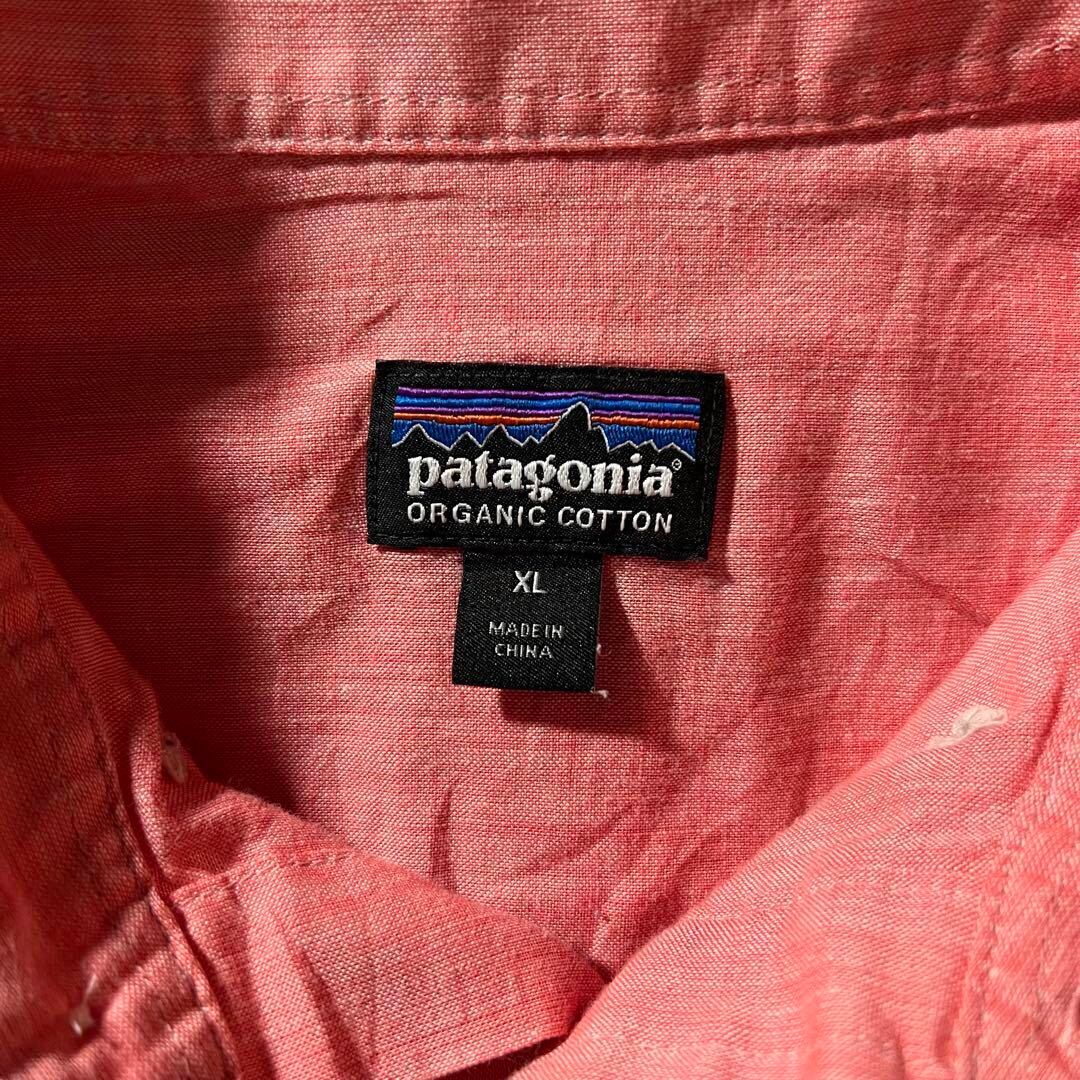 patagonia®
ORGANIC COTTON
XL
MADE IN
CHINA